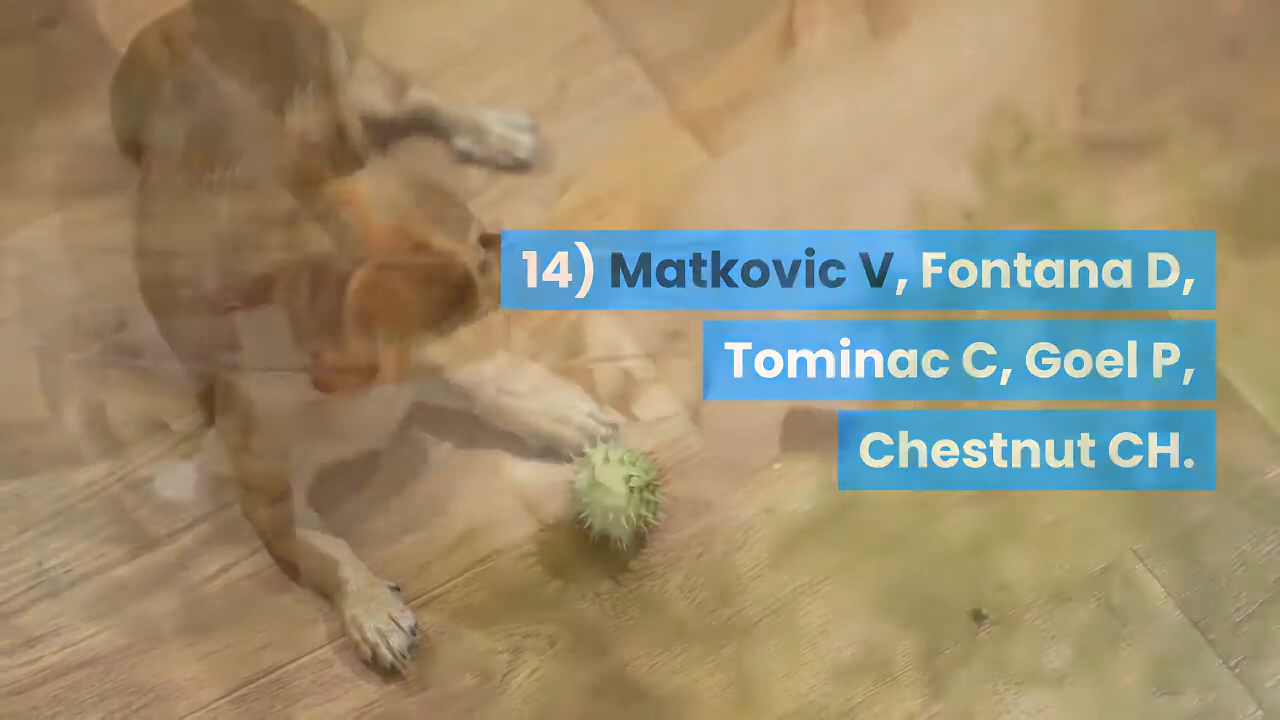 14) Matkovic V, Fontana D,
Tominac C, Goel P,
Chestnut CH.